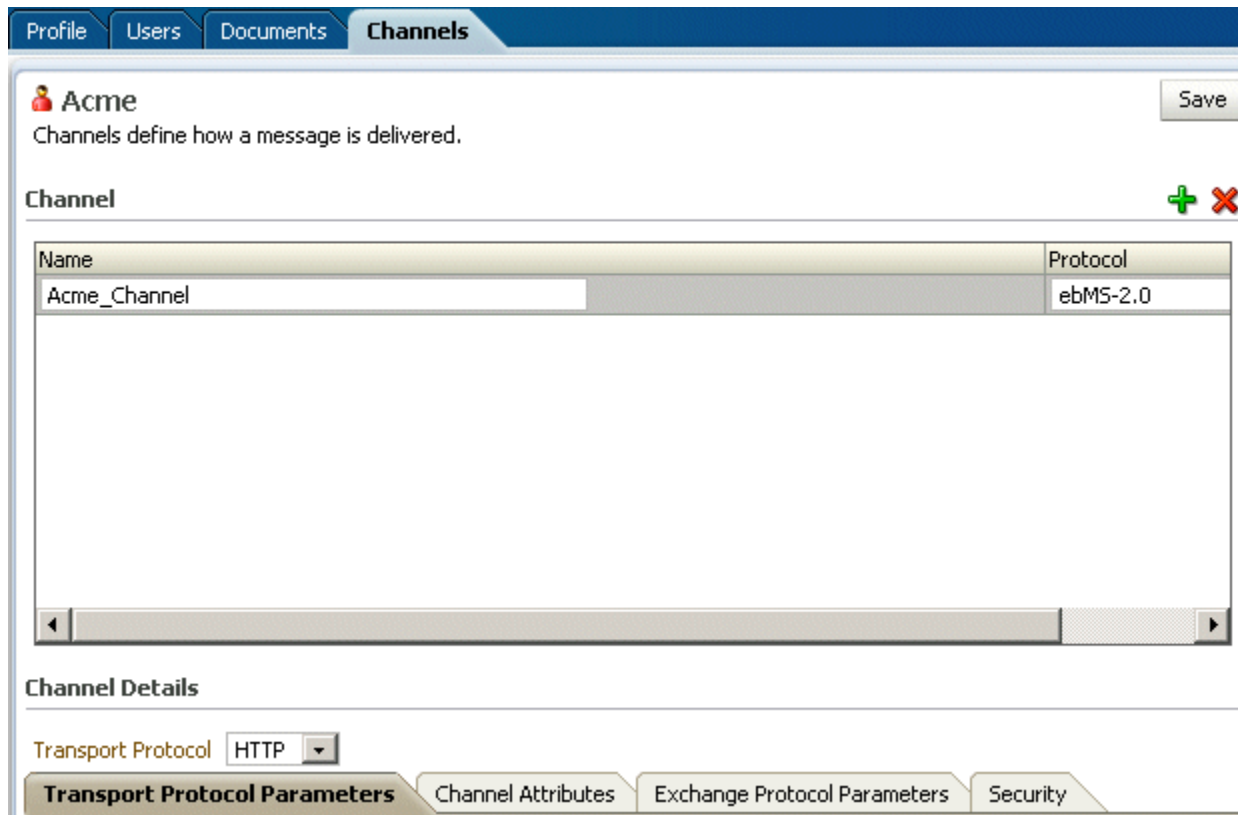 Profile Users Documents Channels
Acme
Save
Channels define how a message is delivered.
Channel
Name Protocol
Acme_Channel ebMS-2.0
Channel Details
Transport Protocol HTTP
Transport Protocol Parameters Channel Attributes Exchange Protocol Parameters Security